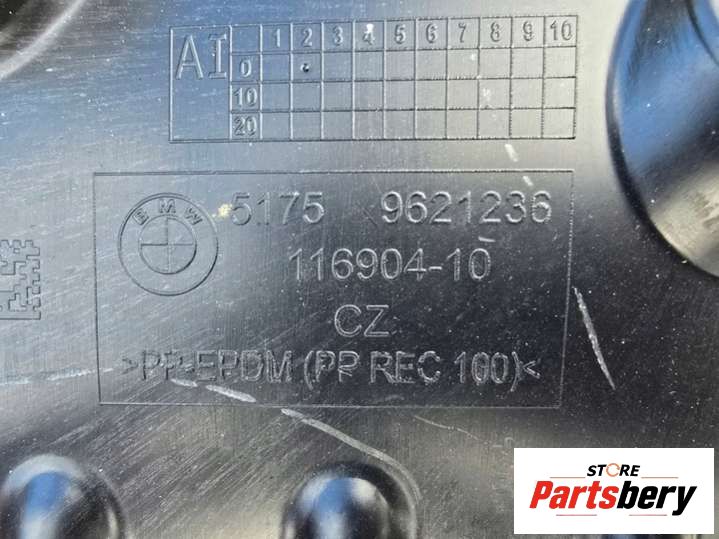 AI 1 2 3 4 5 6 7 8 9 10
0
10
20
BMW
5175 9621236
116904-10
CZ
>PP-EPDM (PP REC 100)<
STORE
Partsbery